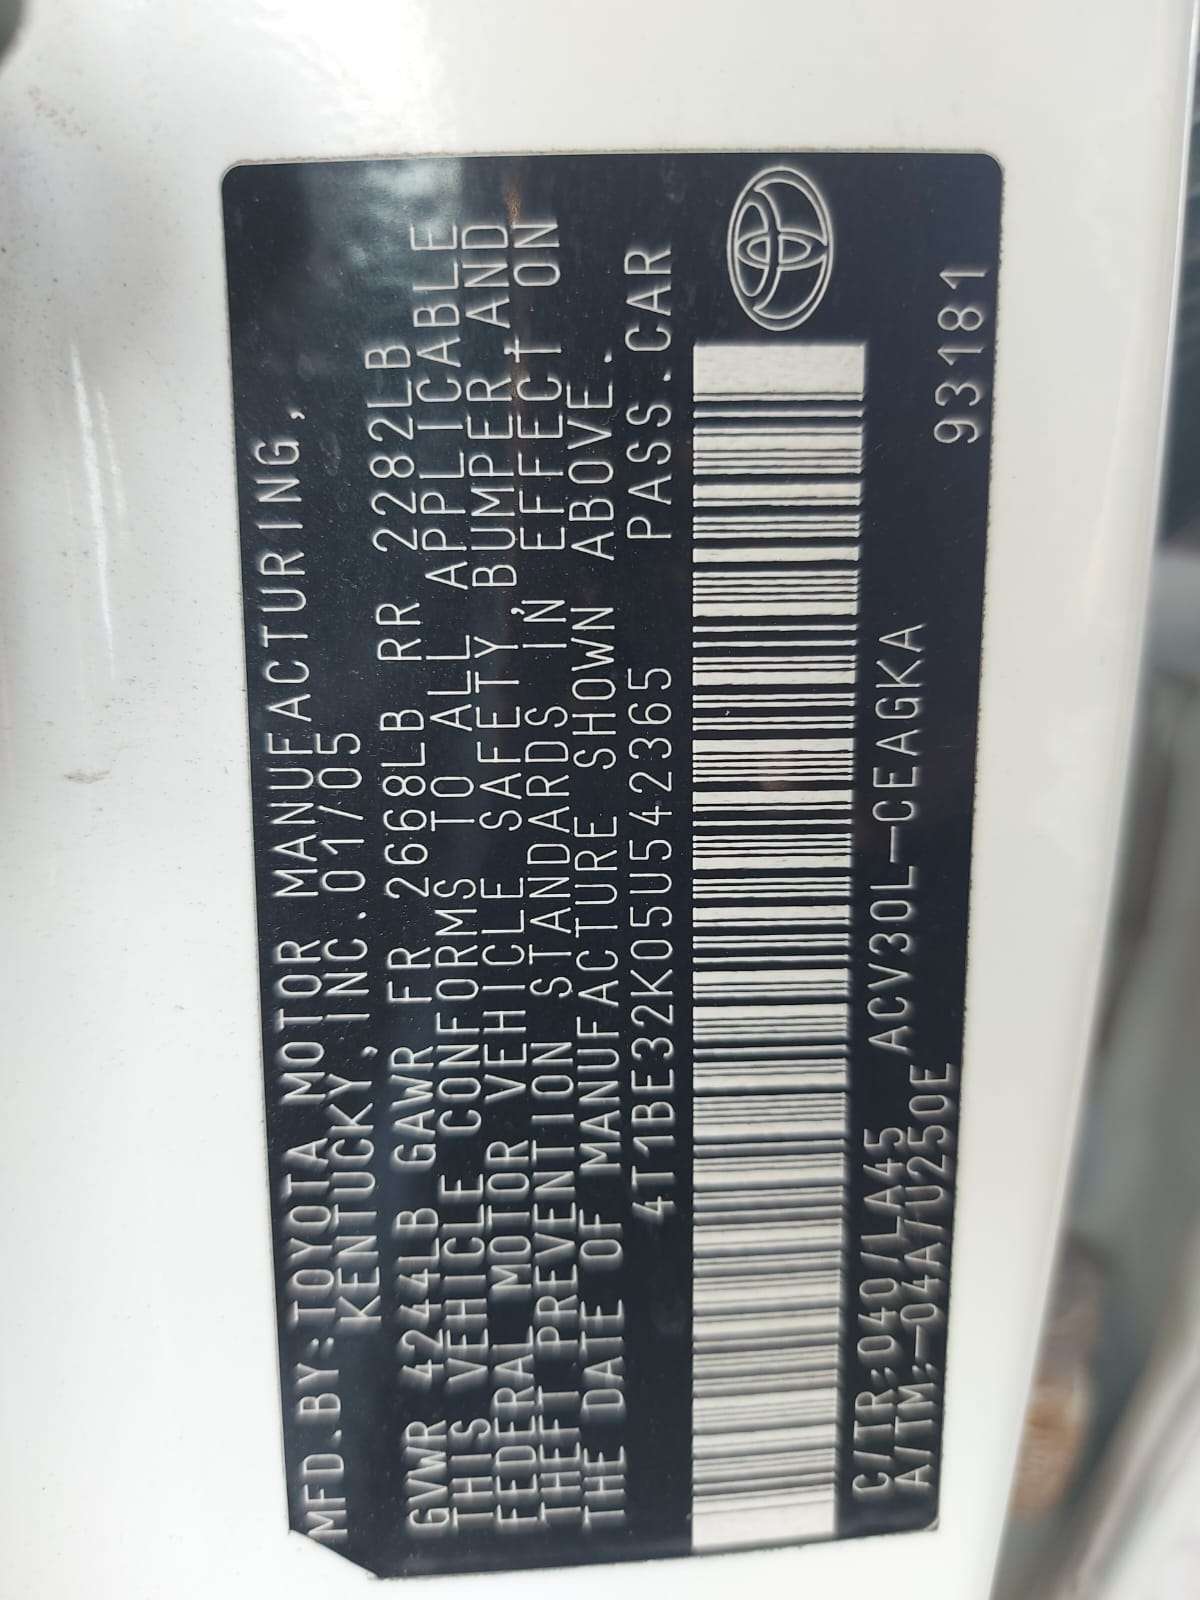 MFD.BY:TOYOTA MOTOR MANUFACTURING,
KENTUCKY, INC.01/05
GVWR 4244LB GAWR FR 2668LB RR 2282LB
THIS VEHICLE CONFORMS TO ALL APPLICABLE
FEDERAL MOTOR VEHICLE SAFETY, BUMPER AND
THEFT PREVENTION STANDARDS IN EFFECT ON
THE DATE OF MANUFACTURE SHOWN ABOVE.
4T1BE32K05U542365 PASS.CAR
C/TR:040/LA45 ACV30L-CEAGKA
A/TM:-04A/U250E
93181